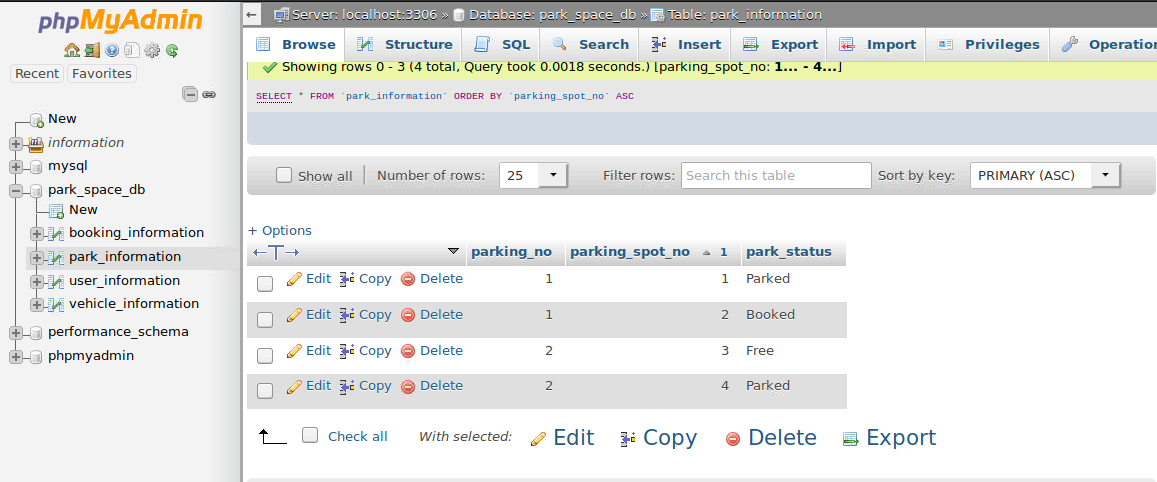 phpMyAdmin
Recent Favorites
New
information
mysql
park_space_db
New
booking_information
park_information
user_information
vehicle_information
performance_schema
phpmyadmin
Server: localhost:3306 » Database: park_space_db » Table: park_information
Browse Structure SQL Search Insert Export Import Privileges Operation
Showing rows 0 - 3 (4 total, Query took 0.0018 seconds.) [parking_spot_no: 1... - 4...]
SELECT * FROM `park_information` ORDER BY `parking_spot_no` ASC
Show all Number of rows: 25 Filter rows: Search this table Sort by key: PRIMARY (ASC)
+ Options
←T→ parking_no parking_spot_no 1 park_status
Edit Copy Delete 1 1 Parked
Edit Copy Delete 1 2 Booked
Edit Copy Delete 2 3 Free
Edit Copy Delete 2 4 Parked
Check all With selected: Edit Copy Delete Export